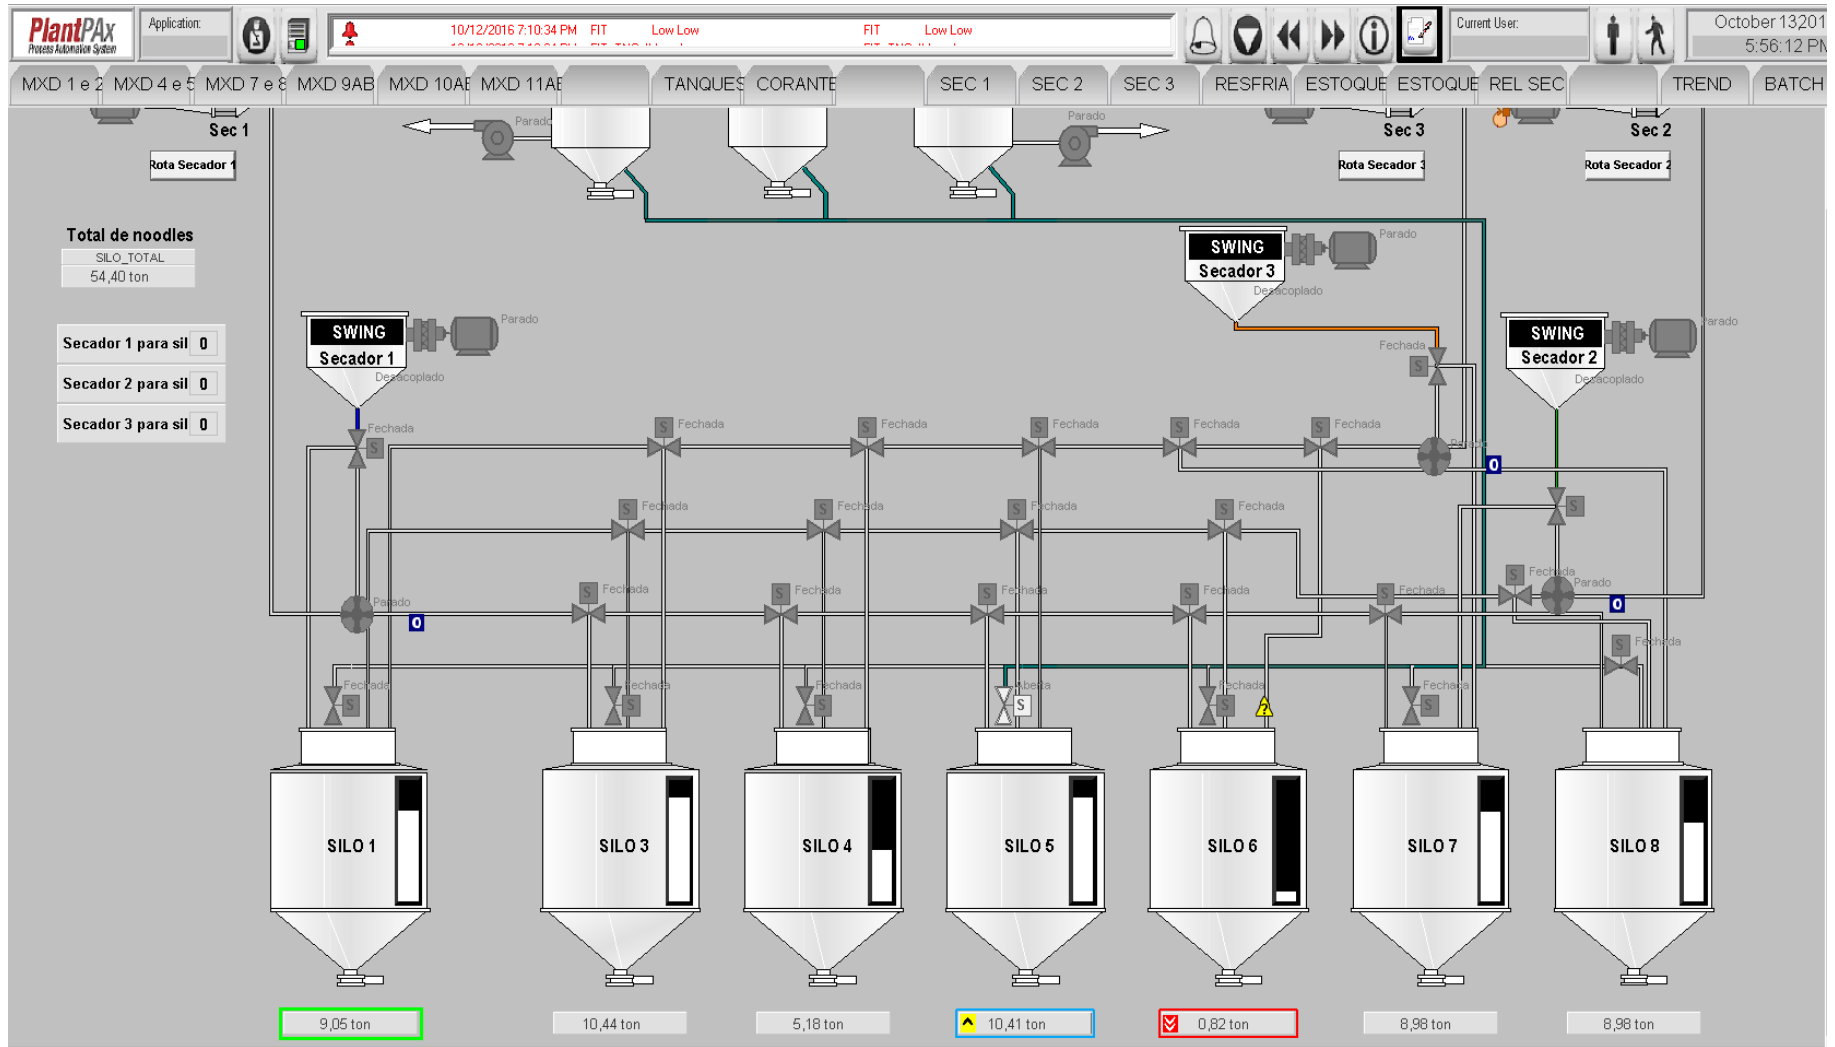 PlantPAx
Process Automation System
Application:
10/12/2016 7:10:34 PM FIT Low Low FIT Low Low
Current User:
October 13201
5:56:12 PM
MXD 1 e 2
MXD 4 e 5
MXD 7 e 8
MXD 9AB
MXD 10AE
MXD 11AE
TANQUES
CORANTE
SEC 1
SEC 2
SEC 3
RESFRIA
ESTOQUE
ESTOQUE
REL SEC
TREND
BATCH
Sec 1
Parado
Parado
Sec 3
Sec 2
Rota Secador 1
Rota Secador 3
Rota Secador 2
Total de noodles
SILO_TOTAL
54,40 ton
SWING
Secador 3
Parado
Desacoplado
Secador 1 para sil 0
Secador 2 para sil 0
Secador 3 para sil 0
SWING
Secador 1
Parado
Desacoplado
SWING
Secador 2
Parado
Desacoplado
Fechada
S
Fechada
S
S Fechada
S Fechada
S Fechada
S Fechada
S Fechada
Parado
0
S Fechada
S Fechada
S Fechada
S Fechada
S
Parado
0
S Fechada
S Fechada
S Fechada
S Fechada
S Fechada
S Fechada
Parado
0
S Fechada
Fechada
S
Fechada
S
Fechada
S
Aberta
S
Fechada
S
?
Fechada
S
SILO 1
SILO 3
SILO 4
SILO 5
SILO 6
SILO 7
SILO 8
9,05 ton
10,44 ton
5,18 ton
10,41 ton
0,82 ton
8,98 ton
8,98 ton